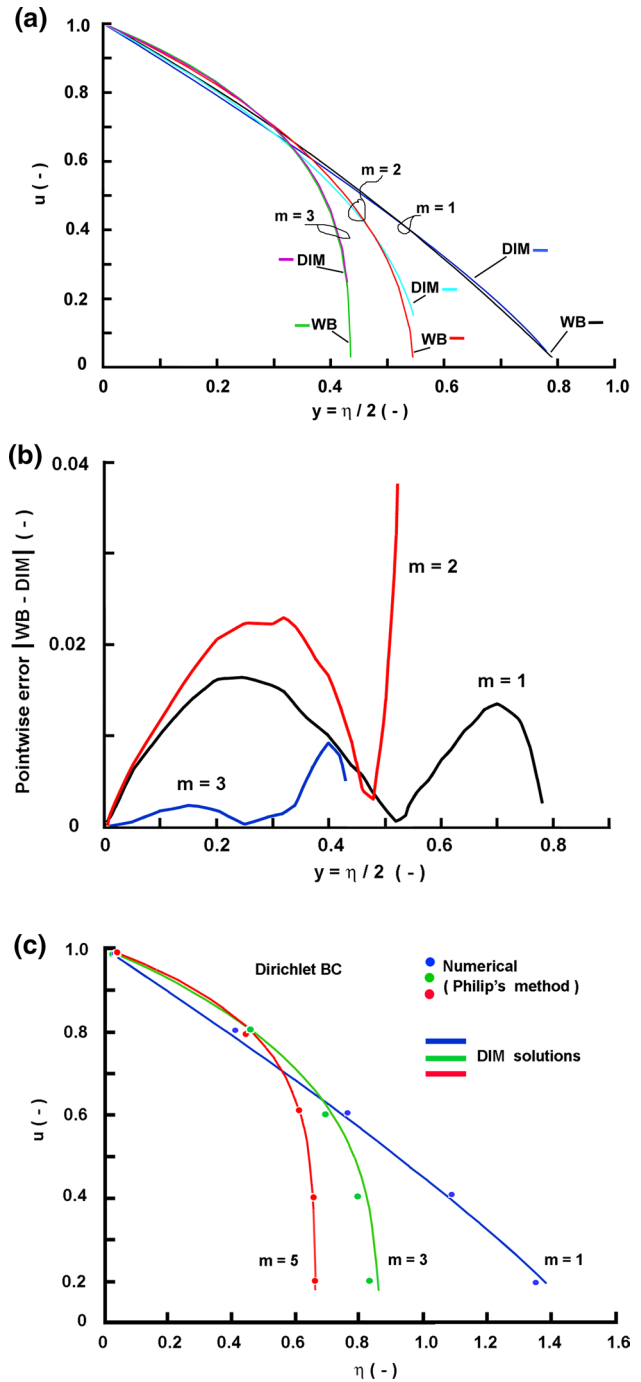 (a)
1.0
0.8
0.6
0.4
0.2
0
u ( - )
m = 2
m = 3
m = 1
DIM
DIM
DIM
WB
WB
WB
0
0.2
0.4
0.6
0.8
1.0
y = η / 2 ( - )
(b)
0.04
0.02
0
Pointwise error |WB - DIM| ( - )
m = 2
m = 1
m = 3
0.2
0.4
0.6
0.8
y = η / 2 ( - )
(c)
1.0
0.8
0.6
0.4
0.2
0
u ( - )
Dirichlet BC
Numerical
( Philip's method )
DIM solutions
m = 5
m = 3
m = 1
0
0.2
0.4
0.6
0.8
1.0
1.2
1.4
1.6
η ( - )